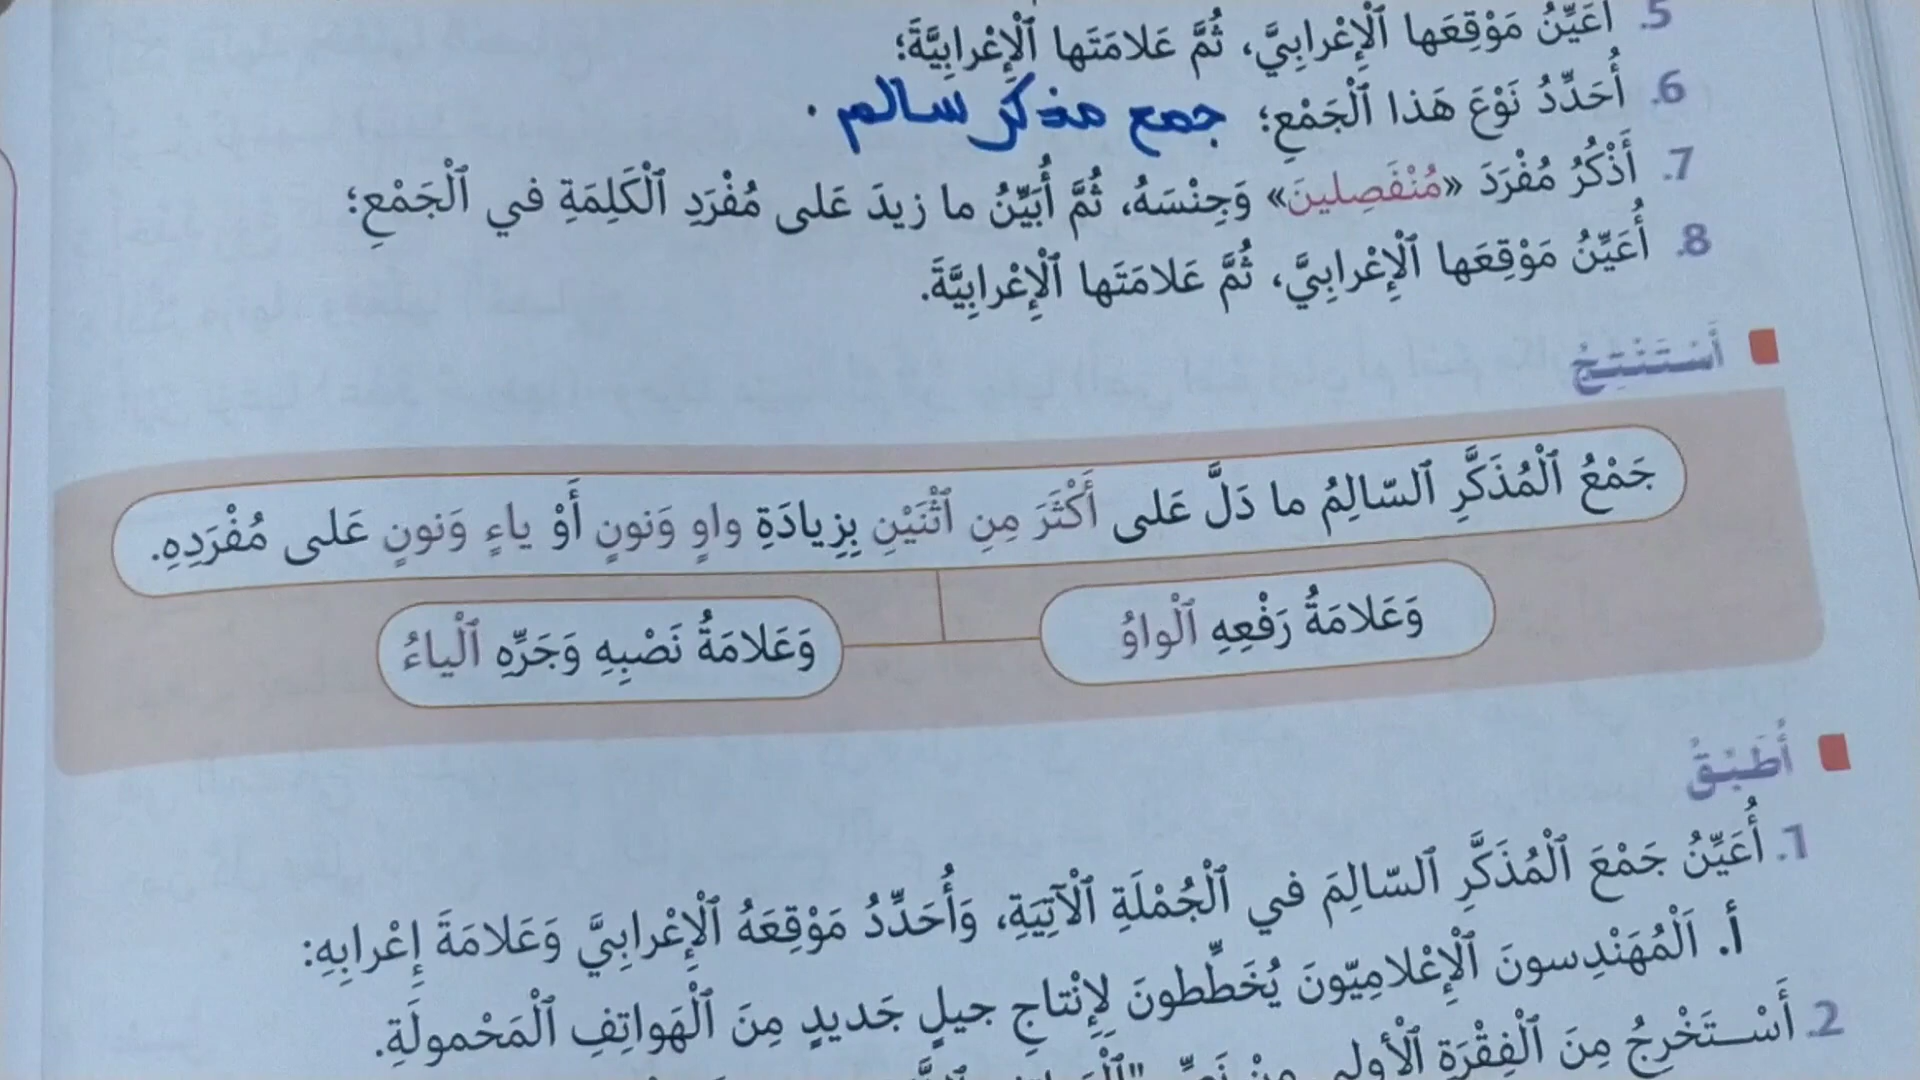 5. أُعَيِّنُ مَوْقِعَها ٱلْإِعْرابِيَّ، ثُمَّ عَلامَتَها ٱلْإِعْرابِيَّةَ؛
6. أُحَدِّدُ نَوْعَ هَذا ٱلْجَمْعِ؛ جمع مذكَر سالم .
7. أَذْكُرُ مُفْرَدَ «مُنْفَصِلينَ» وَجِنْسَهُ، ثُمَّ أُبَيِّنُ ما زيدَ عَلى مُفْرَدِ ٱلْكَلِمَةِ في ٱلْجَمْعِ؛
8. أُعَيِّنُ مَوْقِعَها ٱلْإِعْرابِيَّ، ثُمَّ عَلامَتَها ٱلْإِعْرابِيَّةَ.
أَسْتَنْتِجُ
جَمْعُ ٱلْمُذَكَّرِ ٱلسّالِمُ ما دَلَّ عَلى أَكْثَرَ مِنِ ٱثْنَيْنِ بِزِيادَةِ واوٍ وَنونٍ أَوْ ياءٍ وَنونٍ عَلى مُفْرَدِهِ.
وَعَلامَةُ رَفْعِهِ ٱلْواوُ
وَعَلامَةُ نَصْبِهِ وَجَرِّهِ ٱلْياءُ
أُطَبِّقُ
1. أُعَيِّنُ جَمْعَ ٱلْمُذَكَّرِ ٱلسّالِمَ في ٱلْجُمْلَةِ ٱلْآتِيَةِ، وَأُحَدِّدُ مَوْقِعَهُ ٱلْإِعْرابِيَّ وَعَلامَةَ إِعْرابِهِ:
أ. اَلْمُهَنْدِسونَ ٱلْإِعْلامِيّونَ يُخَطِّطونَ لِإِنْتاجِ جيلٍ جَديدٍ مِنَ ٱلْهَواتِفِ ٱلْمَحْمولَةِ.
2. أَسْتَخْرِجُ مِنَ ٱلْفِقْرَةِ ٱلْأولى مِنْ نَصِّ